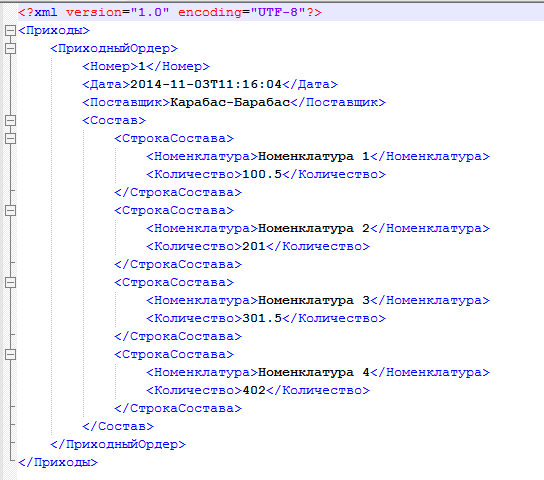 <?xml version="1.0" encoding="UTF-8"?>
<Приходы>
<ПриходныйОрдер>
<Номер>1</Номер>
<Дата>2014-11-03T11:16:04</Дата>
<Поставщик>Карабас-Барабас</Поставщик>
<Состав>
<СтрокаСостава>
<Номенклатура>Номенклатура 1</Номенклатура>
<Количество>100.5</Количество>
</СтрокаСостава>
<СтрокаСостава>
<Номенклатура>Номенклатура 2</Номенклатура>
<Количество>201</Количество>
</СтрокаСостава>
<СтрокаСостава>
<Номенклатура>Номенклатура 3</Номенклатура>
<Количество>301.5</Количество>
</СтрокаСостава>
<СтрокаСостава>
<Номенклатура>Номенклатура 4</Номенклатура>
<Количество>402</Количество>
</СтрокаСостава>
</Состав>
</ПриходныйОрдер>
</Приходы>